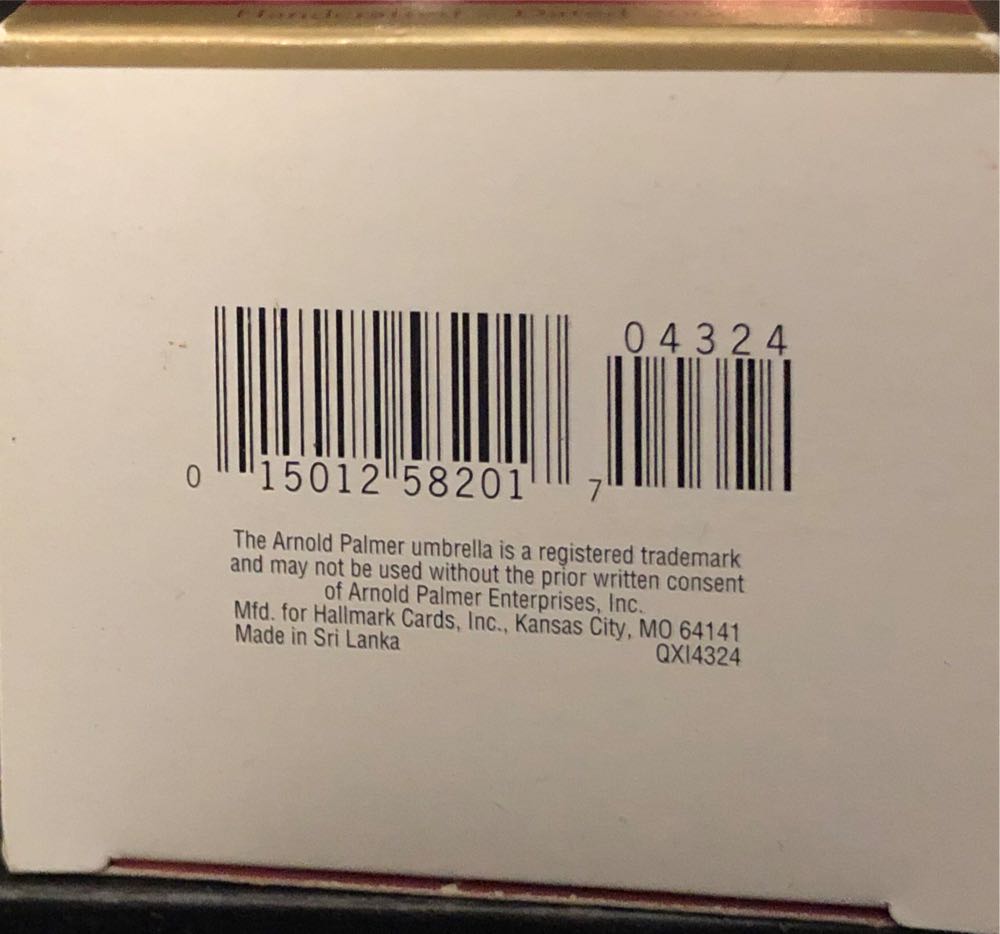 Handcrafted Dated
04324
0 15012 58201 7
The Arnold Palmer umbrella is a registered trademark
and may not be used without the prior written consent
of Arnold Palmer Enterprises, Inc.
Mfd. for Hallmark Cards, Inc., Kansas City, MO 64141
Made in Sri Lanka QXI4324